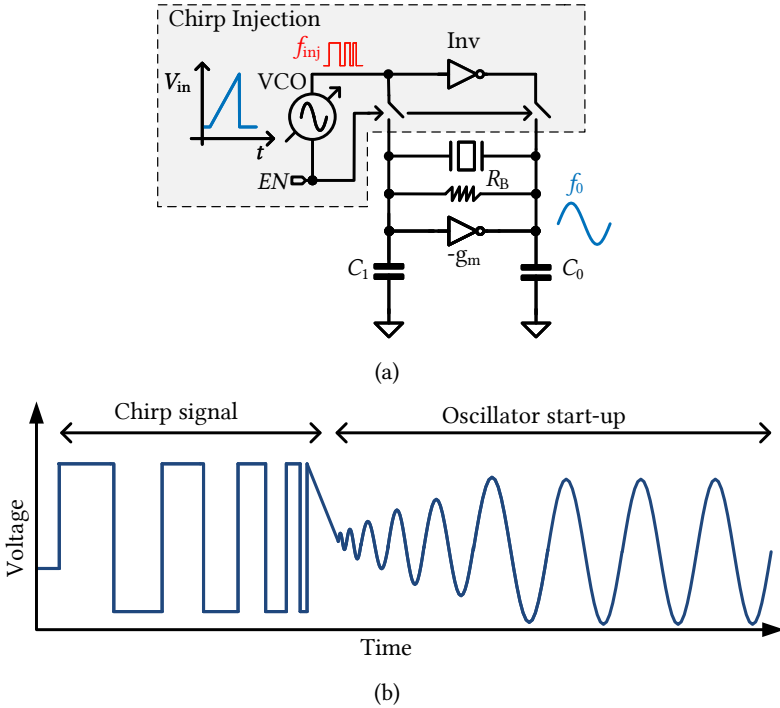 Chirp Injection
f_inj
Inv
V_in
VCO
t
EN
R_B
f_0
-g_m
C_1
C_0
(a)
Chirp signal
Oscillator start-up
Voltage
Time
(b)